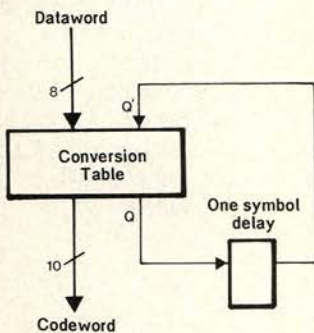 Dataword
8
Q'
Conversion
Table
Q
One symbol
delay
10
Codeword